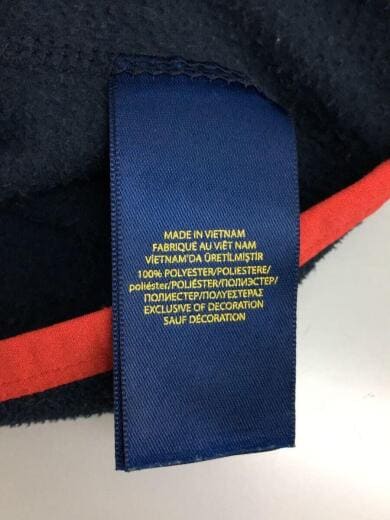 MADE IN VIETNAM
FABRIQUÉ AU VIÊT NAM
VİETNAM'DA ÜRETİLMİŞTİR
100% POLYESTER/POLIESTERE/
poliéster/POLIÉSTER/ПОЛИЭСТЕР/
ПОЛИЕСТЕР/ΠΟΛΥΕΣΤΕΡΑΣ
EXCLUSIVE OF DECORATION
SAUF DÉCORATION